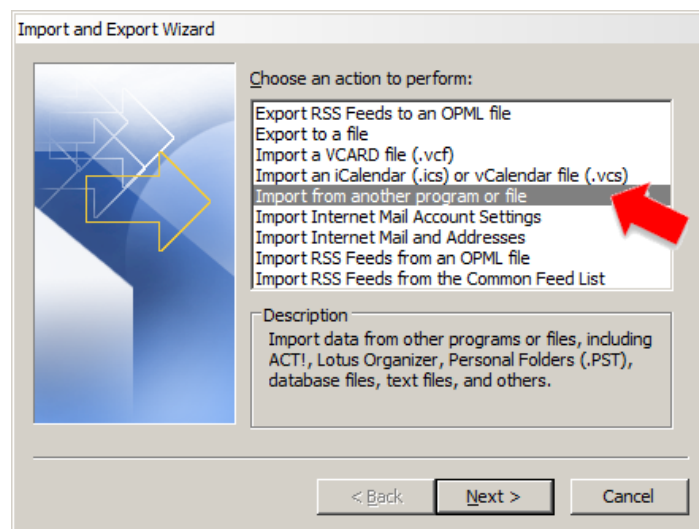 Import and Export Wizard
Choose an action to perform:
Export RSS Feeds to an OPML file
Export to a file
Import a VCARD file (.vcf)
Import an iCalendar (.ics) or vCalendar file (.vcs)
Import from another program or file
Import Internet Mail Account Settings
Import Internet Mail and Addresses
Import RSS Feeds from an OPML file
Import RSS Feeds from the Common Feed List
Description
Import data from other programs or files, including
ACT!, Lotus Organizer, Personal Folders (.PST),
database files, text files, and others.
< Back Next > Cancel